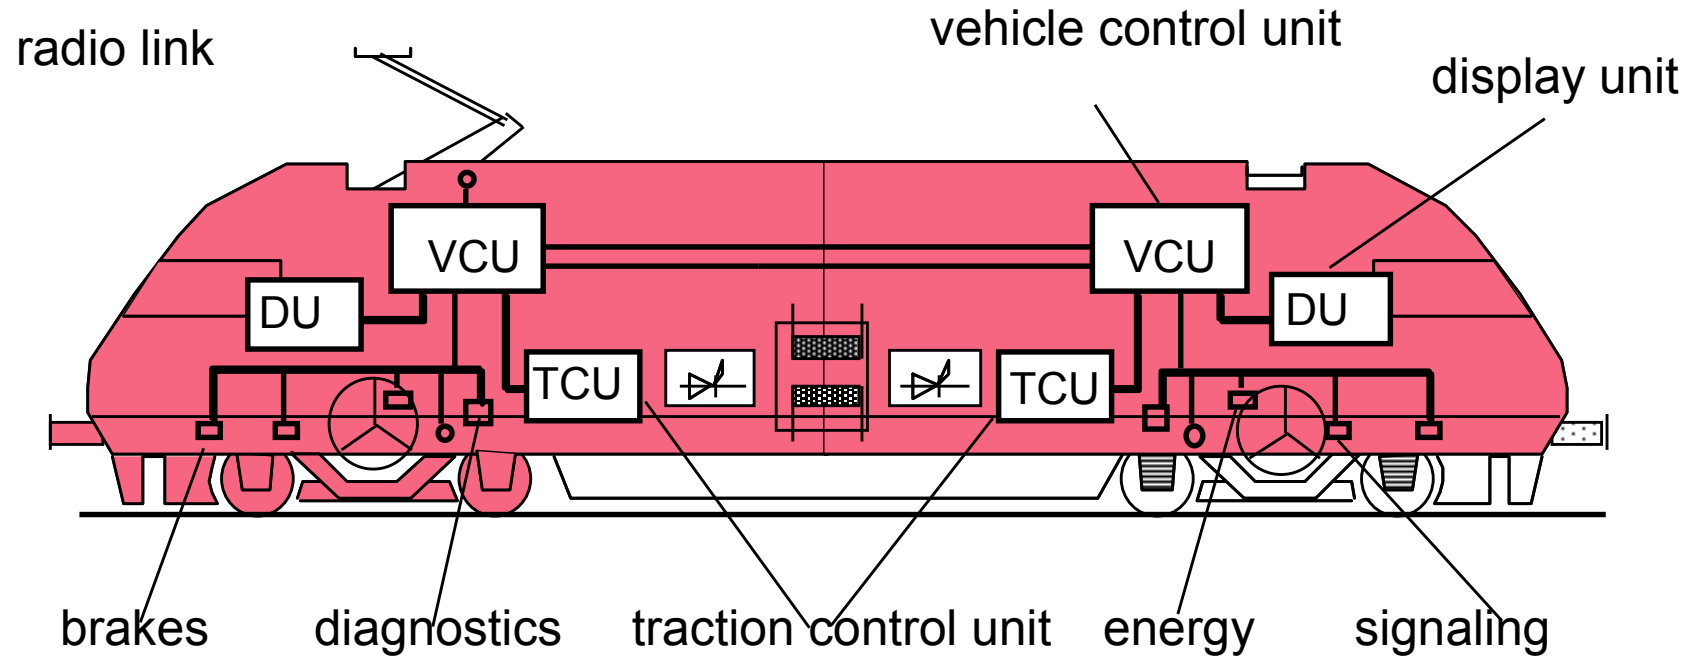 radio link
vehicle control unit
display unit
VCU
VCU
DU
DU
TCU
TCU
brakes
diagnostics
traction control unit
energy
signaling